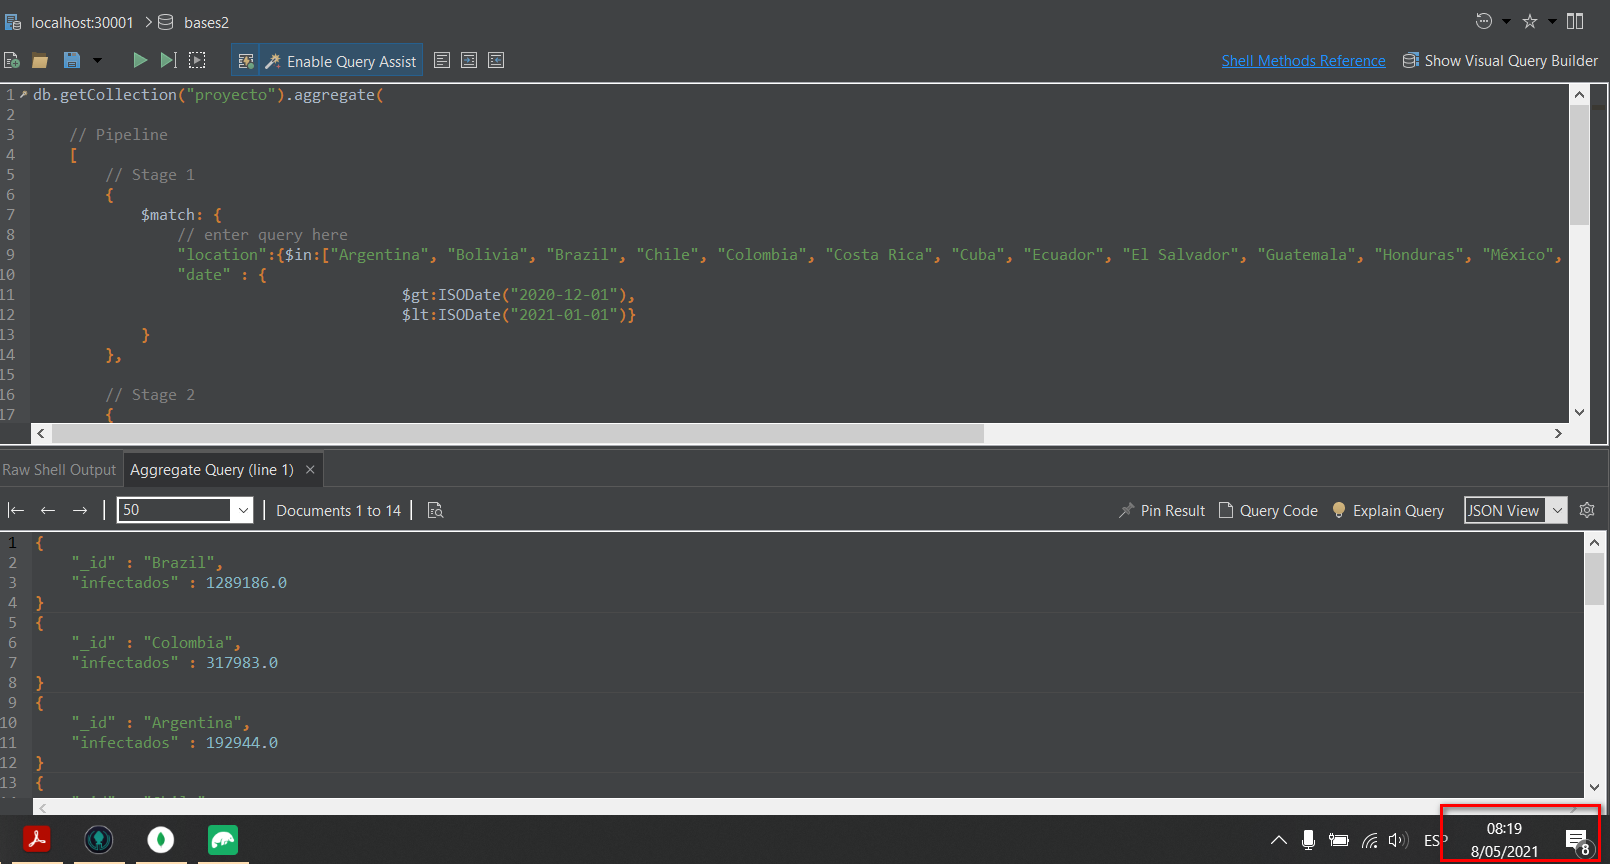 localhost:30001 > bases2
Enable Query Assist
Shell Methods Reference
Show Visual Query Builder
1 db.getCollection("proyecto").aggregate(
2
3 // Pipeline
4 [
5 // Stage 1
6 {
7 $match: {
8 // enter query here
9 "location":{$in:["Argentina", "Bolivia", "Brazil", "Chile", "Colombia", "Costa Rica", "Cuba", "Ecuador", "El Salvador", "Guatemala", "Honduras", "México",
10 "date" : {
11 $gt:ISODate("2020-12-01"),
12 $lt:ISODate("2021-01-01")}
13 }
14 },
15
16 // Stage 2
17 {
Raw Shell Output
Aggregate Query (line 1) ×
50
Documents 1 to 14
Pin Result
Query Code
Explain Query
JSON View
1 {
2 "_id" : "Brazil",
3 "infectados" : 1289186.0
4 }
5 {
6 "_id" : "Colombia",
7 "infectados" : 317983.0
8 }
9 {
10 "_id" : "Argentina",
11 "infectados" : 192944.0
12 }
13 {
ESP
08:19
8/05/2021
8